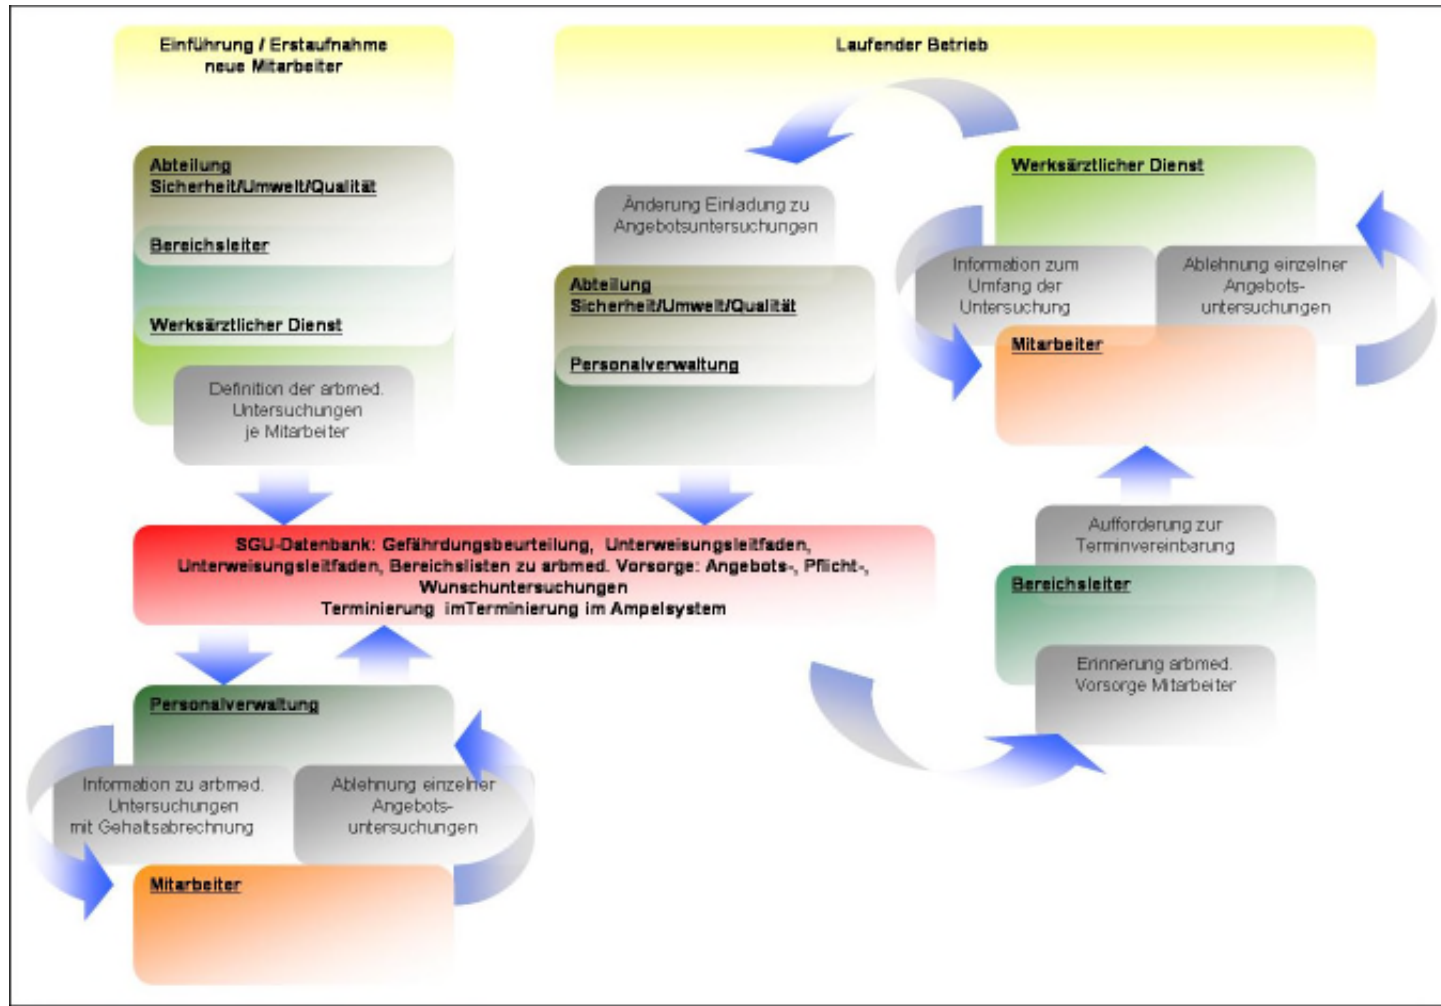 Einführung / Erstaufnahme
neue Mitarbeiter
Abteilung
Sicherheit/Umwelt/Qualität
Bereichsleiter
Werksärztlicher Dienst
Definition der arbmed.
Untersuchungen
je Mitarbeiter
Laufender Betrieb
Änderung Einladung zu
Angebotsuntersuchungen
Abteilung
Sicherheit/Umwelt/Qualität
Personalverwaltung
Werksärztlicher Dienst
Information zum
Umfang der
Untersuchung
Ablehnung einzelner
Angebots-
untersuchungen
Mitarbeiter
Aufforderung zur
Terminvereinbarung
Bereichsleiter
Erinnerung arbmed.
Vorsorge Mitarbeiter
SGU-Datenbank: Gefährdungsbeurteilung, Unterweisungsleitfaden,
Unterweisungsleitfaden, Bereichslisten zu arbmed. Vorsorge: Angebots-, Pflicht-,
Wunschuntersuchungen
Terminierung imTerminierung im Ampelsystem
Personalverwaltung
Information zu arbmed.
Untersuchungen
mit Gehaltsabrechnung
Ablehnung einzelner
Angebots-
untersuchungen
Mitarbeiter